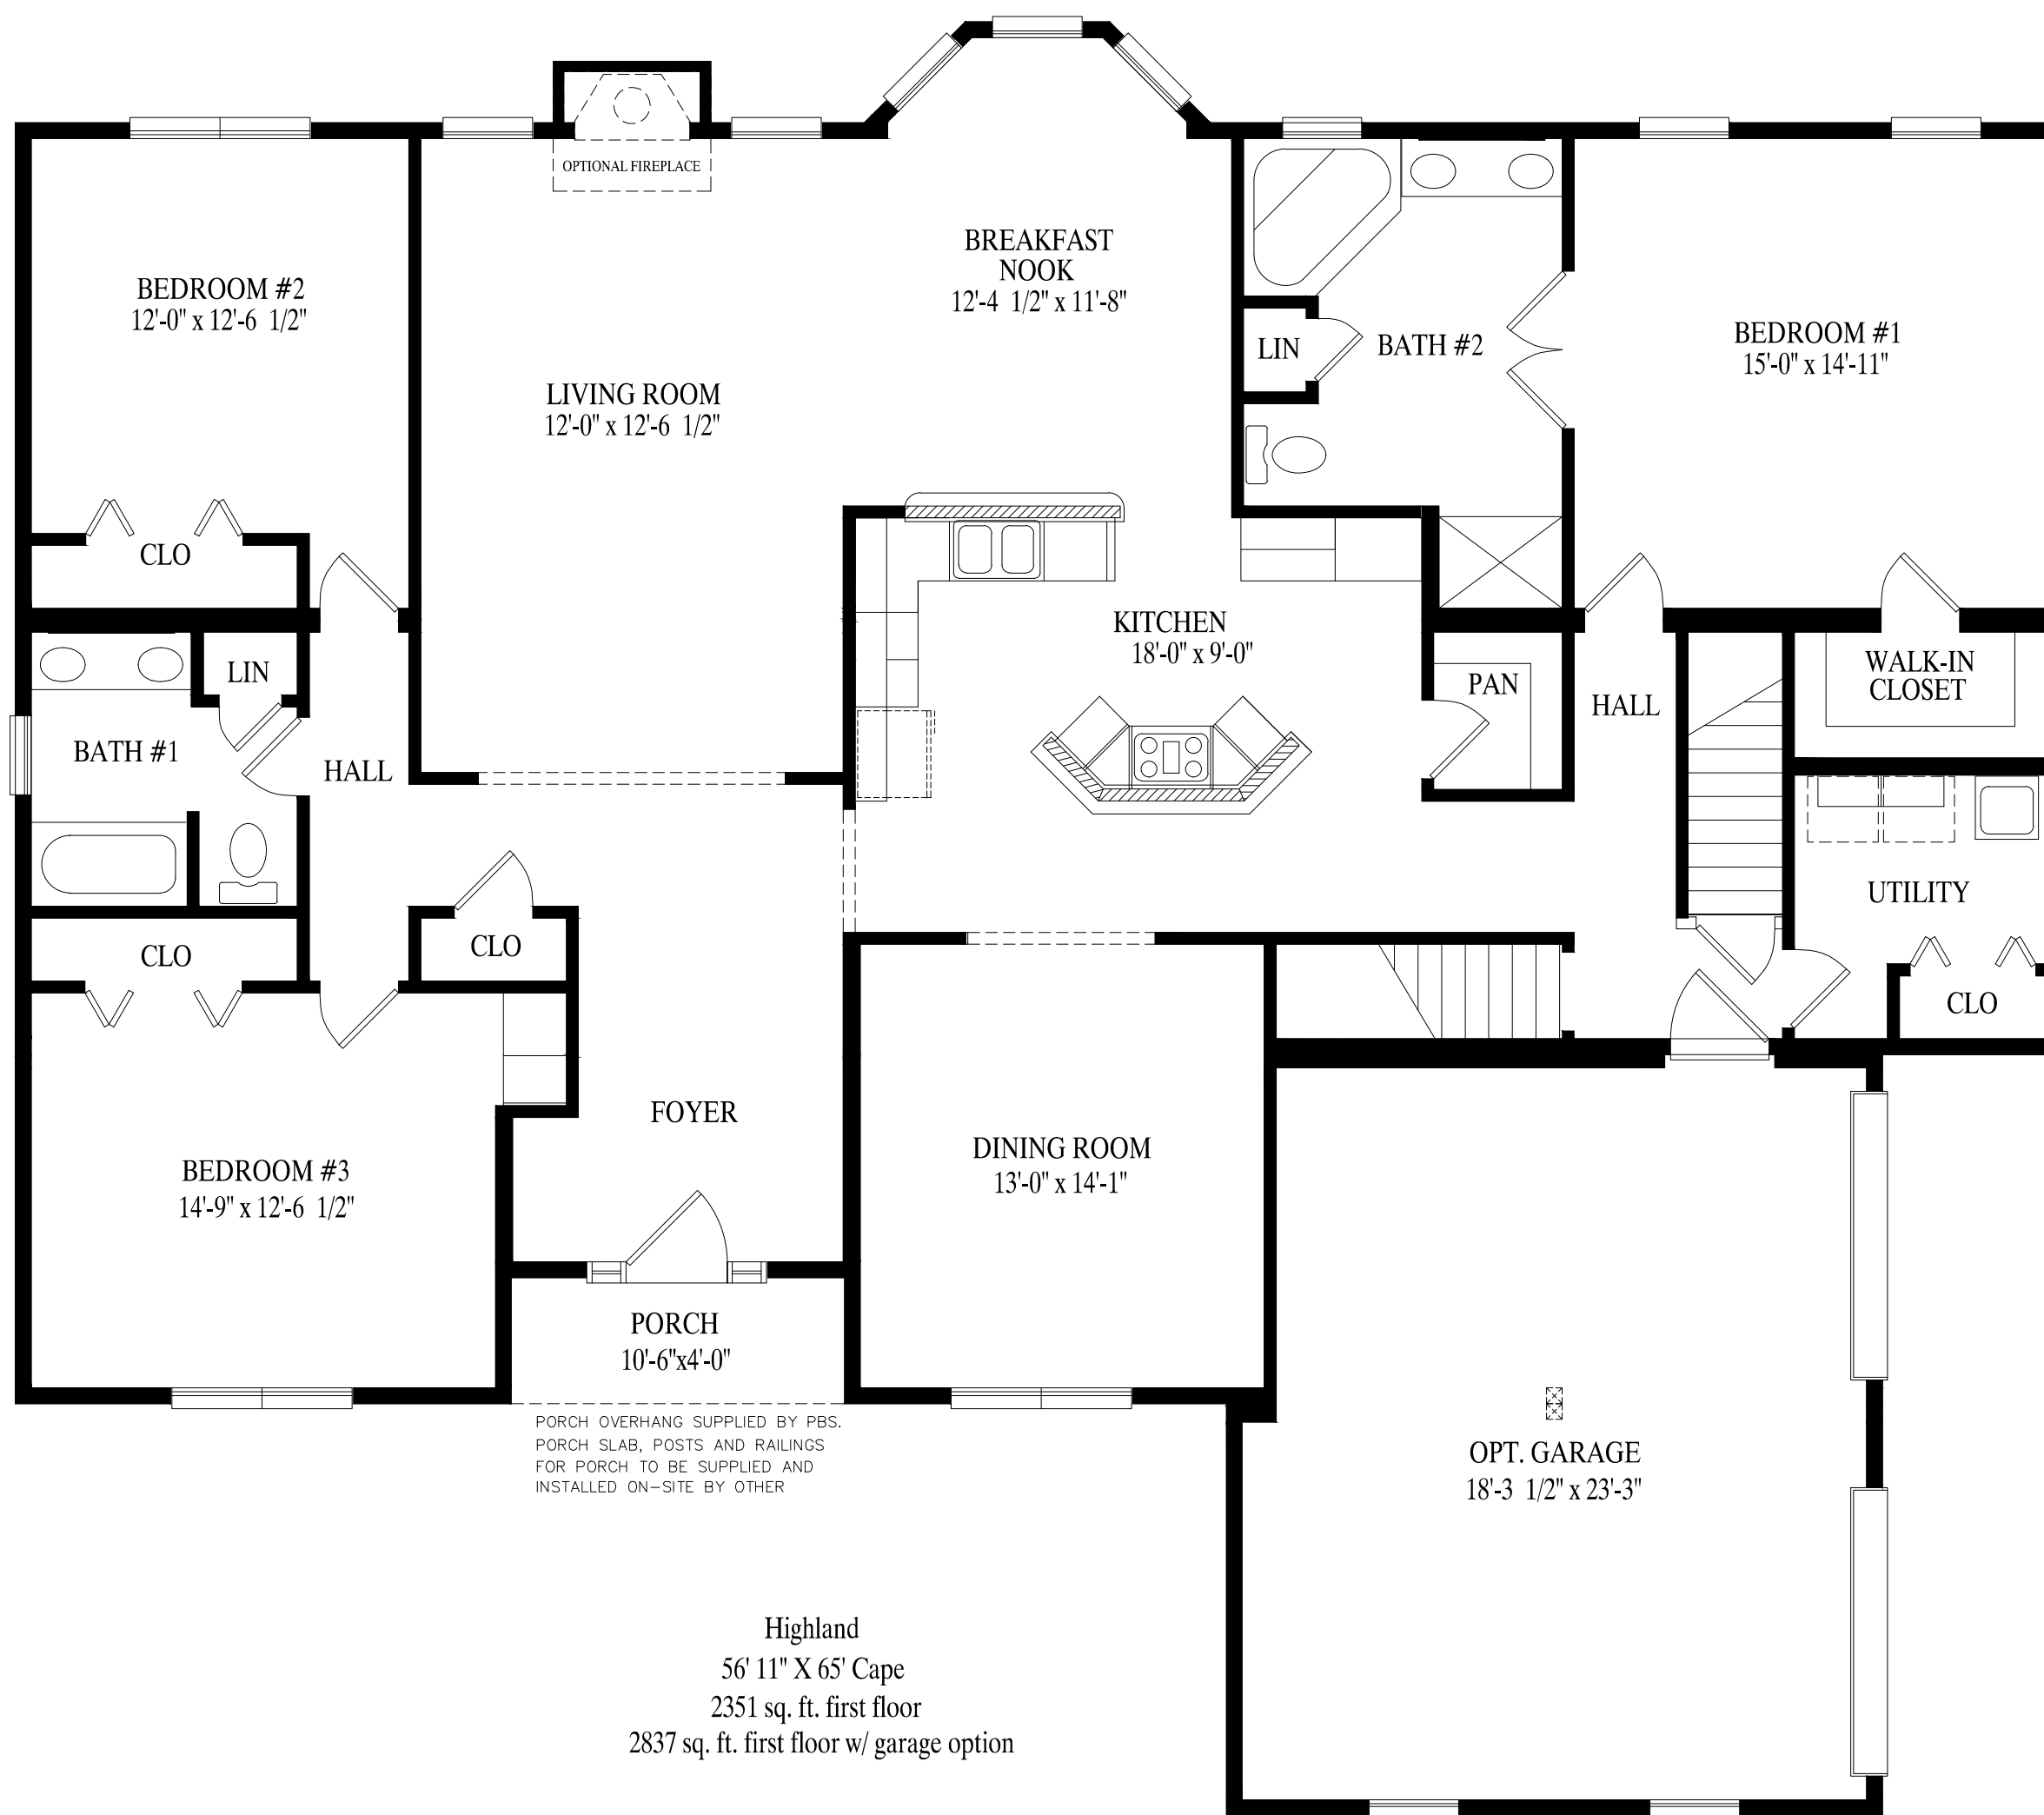 OPTIONAL FIREPLACE
BREAKFAST
NOOK
12'-4 1/2" x 11'-8"
BEDROOM #2
12'-0" x 12'-6 1/2"
LIN
BATH #2
BEDROOM #1
15'-0" x 14'-11"
LIVING ROOM
12'-0" x 12'-6 1/2"
CLO
KITCHEN
18'-0" x 9'-0"
LIN
PAN
HALL
WALK-IN
CLOSET
BATH #1
HALL
UTILITY
CLO
CLO
CLO
FOYER
DINING ROOM
13'-0" x 14'-1"
BEDROOM #3
14'-9" x 12'-6 1/2"
PORCH
10'-6"x4'-0"
PORCH OVERHANG SUPPLIED BY PBS.
PORCH SLAB, POSTS AND RAILINGS
FOR PORCH TO BE SUPPLIED AND
INSTALLED ON-SITE BY OTHER
OPT. GARAGE
18'-3 1/2" x 23'-3"
Highland
56' 11" X 65' Cape
2351 sq. ft. first floor
2837 sq. ft. first floor w/ garage option